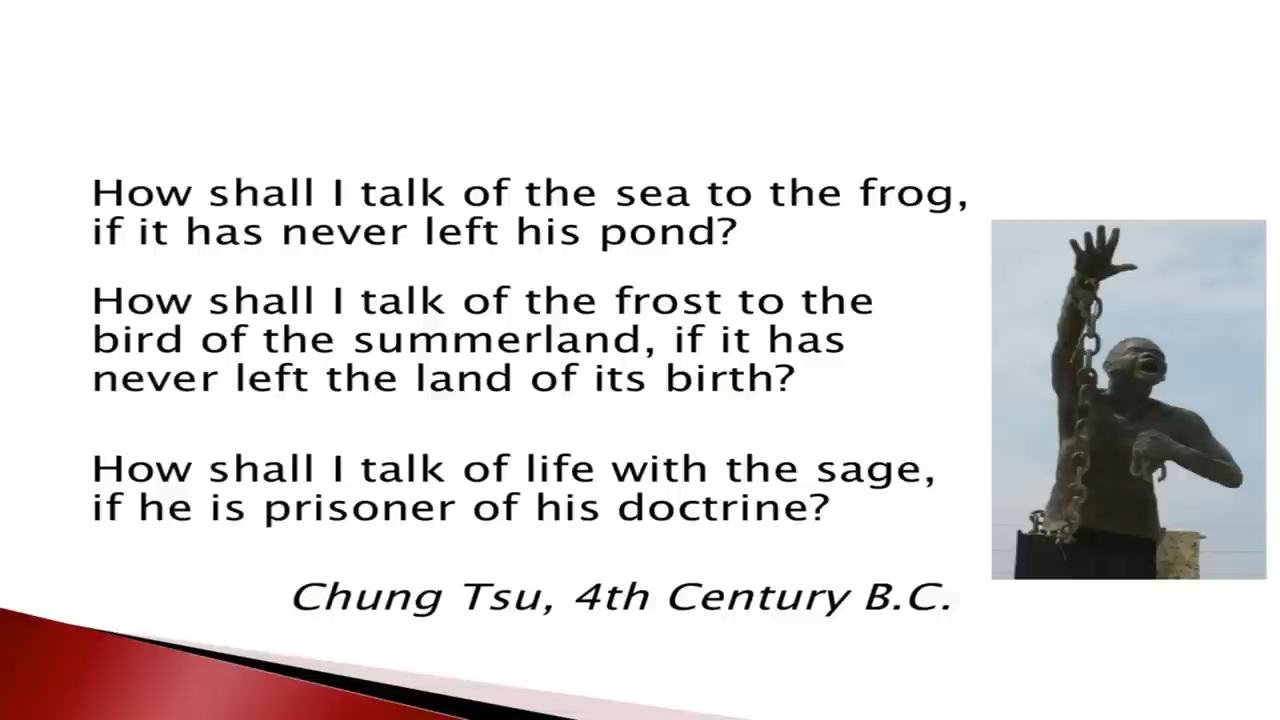 How shall I talk of the sea to the frog,
if it has never left his pond?
How shall I talk of the frost to the
bird of the summerland, if it has
never left the land of its birth?
How shall I talk of life with the sage,
if he is prisoner of his doctrine?
Chung Tsu, 4th Century B.C.